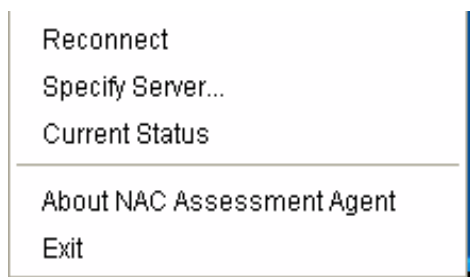 Reconnect
Specify Server...
Current Status
About NAC Assessment Agent
Exit